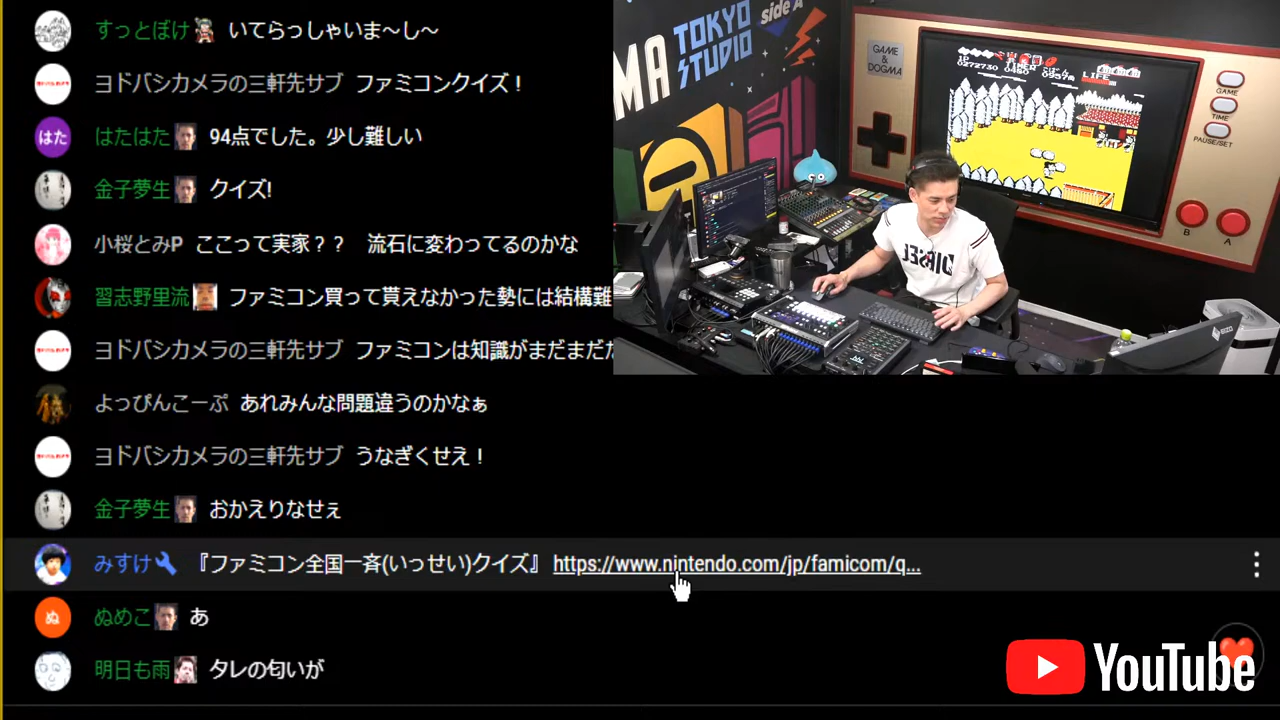 すっとぼけ いてらっしゃいま〜し〜
ヨドバシカメラの三軒先サブ ファミコンクイズ！
はた はたはた 94点でした。少し難しい
金子夢生 クイズ!
小桜とみP ここって実家？？　流石に変わってるのかな
習志野里流 ファミコン買って貰えなかった勢には結構難
ヨドバシカメラの三軒先サブ ファミコンは知識がまだまだ
よっぴんこーぷ あれみんな問題違うのかなぁ
ヨドバシカメラの三軒先サブ うなぎくせえ！
金子夢生 おかえりなせぇ
みすけ 『ファミコン全国一斉(いっせい)クイズ』 https://www.nintendo.com/jp/famicom/q...
ぬ ぬめこ あ
明日も雨 タレの匂いが
MA
TOKYO
STUDIO
side A
GAME
& DOGMA
1P
0272730
TIMER
LIFE
GAME
TIME
PAUSE/SET
B
A
DIESEL
EIZO
YouTube